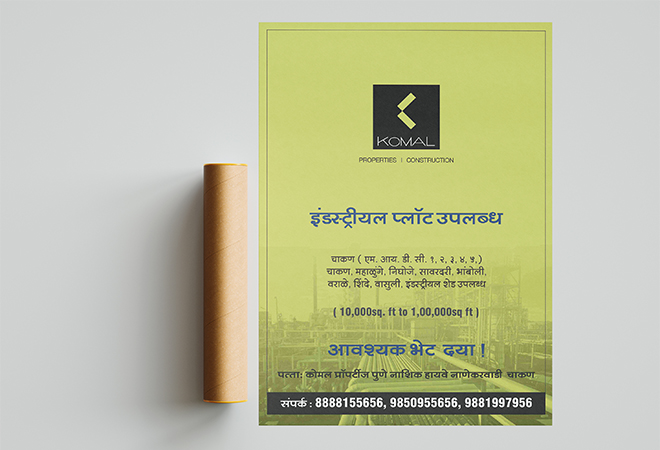 KOMAL
PROPERTIES | CONSTRUCTION
इंडस्ट्रीयल प्लॉट उपलब्ध
चाकण ( एम. आय. डी. सी. १, २, ३, ४, ५,)
चाकण, महाळुंगे, निघोजे, सावरदरी, भांबोली,
वराळे, शिंदे, वासुली, इंडस्ट्रीयल शेड उपलब्ध
( 10,000sq. ft to 1,00,000sq ft )
आवश्यक भेट दया !
पत्ता: कोमल प्रॉपर्टीज पुणे नाशिक हायवे नाणेकरवाडी चाकण
संपर्क : 8888155656, 9850955656, 9881997956